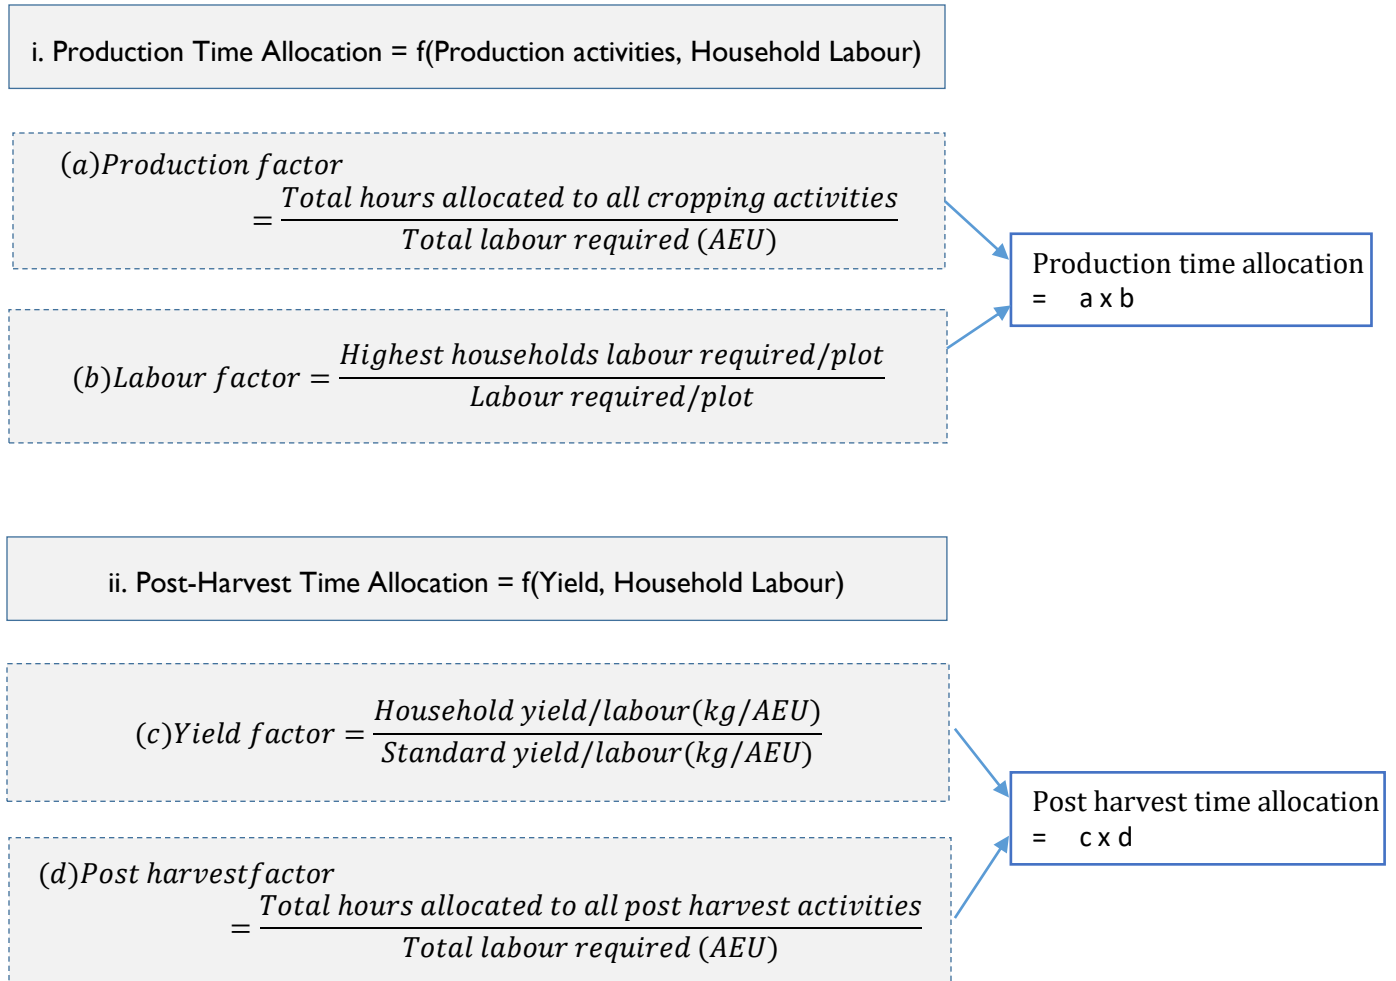 i. Production Time Allocation = f(Production activities, Household Labour)
(a)Production factor
= Total hours allocated to all cropping activities
Total labour required (AEU)
Production time allocation
= a x b
(b)Labour factor = Highest households labour required/plot
Labour required/plot
ii. Post-Harvest Time Allocation = f(Yield, Household Labour)
(c)Yield factor = Household yield/labour(kg/AEU)
Standard yield/labour(kg/AEU)
Post harvest time allocation
= c x d
(d)Post harvestfactor
= Total hours allocated to all post harvest activities
Total labour required (AEU)